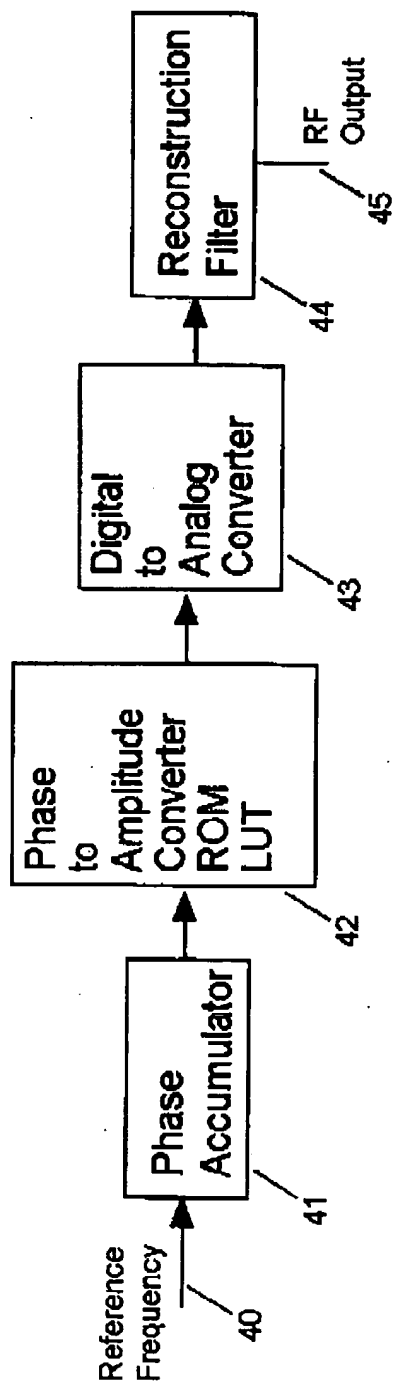 Reference
Frequency
40
Phase
Accumulator
41
Phase
to
Amplitude
Converter
ROM
LUT
42
Digital
to
Analog
Converter
43
Reconstruction
Filter
44
45
RF
Output